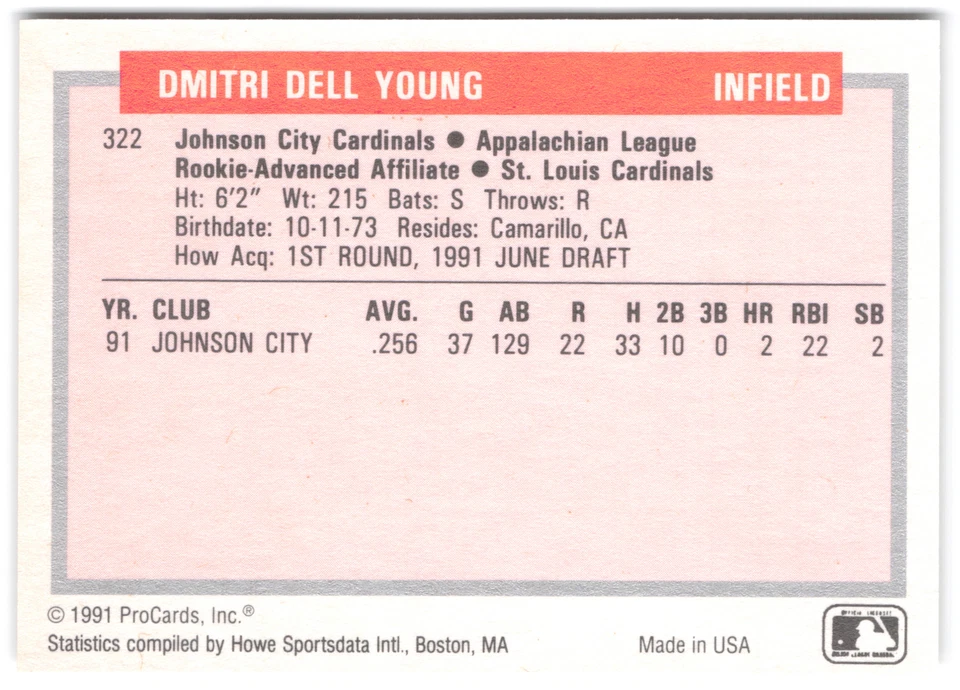 DMITRI DELL YOUNG INFIELD
322 Johnson City Cardinals ● Appalachian League
Rookie-Advanced Affiliate ● St. Louis Cardinals
Ht: 6'2" Wt: 215 Bats: S Throws: R
Birthdate: 10-11-73 Resides: Camarillo, CA
How Acq: 1ST ROUND, 1991 JUNE DRAFT
YR. CLUB AVG. G AB R H 2B 3B HR RBI SB
91 JOHNSON CITY .256 37 129 22 33 10 0 2 22 2
© 1991 ProCards, Inc.®
Statistics compiled by Howe Sportsdata Intl., Boston, MA Made in USA